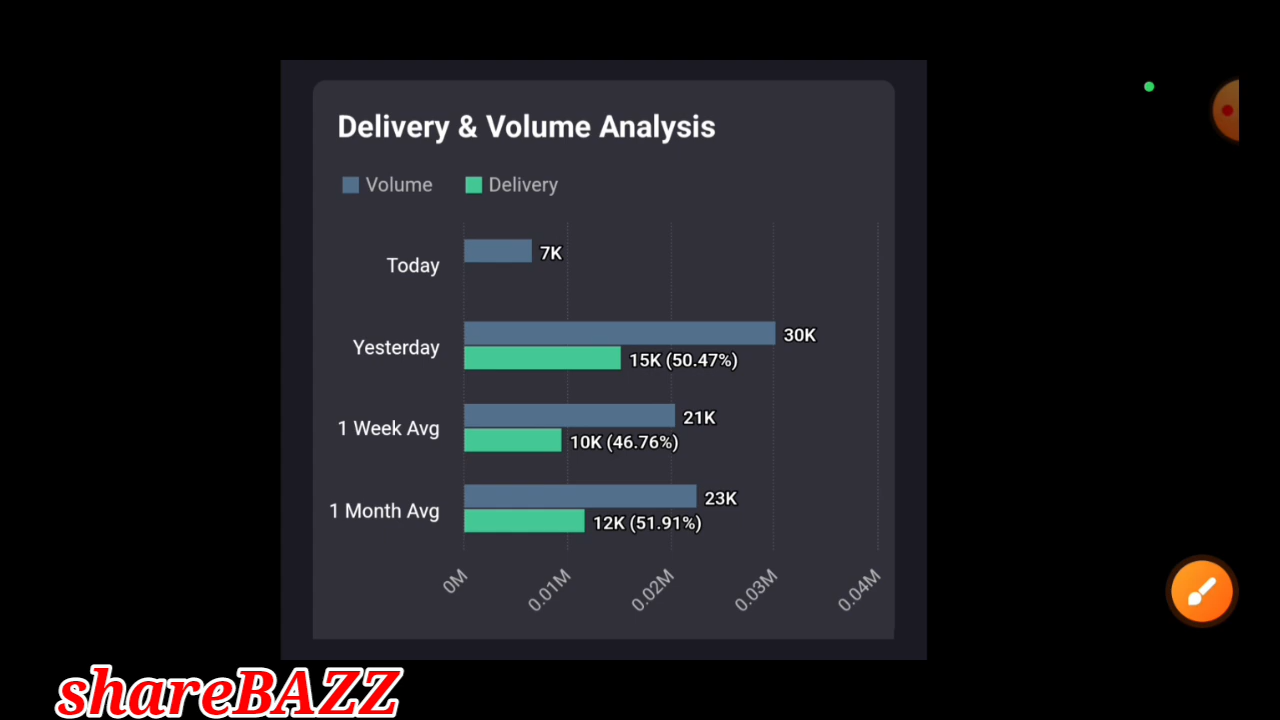 Delivery & Volume Analysis
Volume Delivery
Today 7K
Yesterday 30K
15K (50.47%)
1 Week Avg 21K
10K (46.76%)
1 Month Avg 23K
12K (51.91%)
0M 0.01M 0.02M 0.03M 0.04M
shareBAZZ